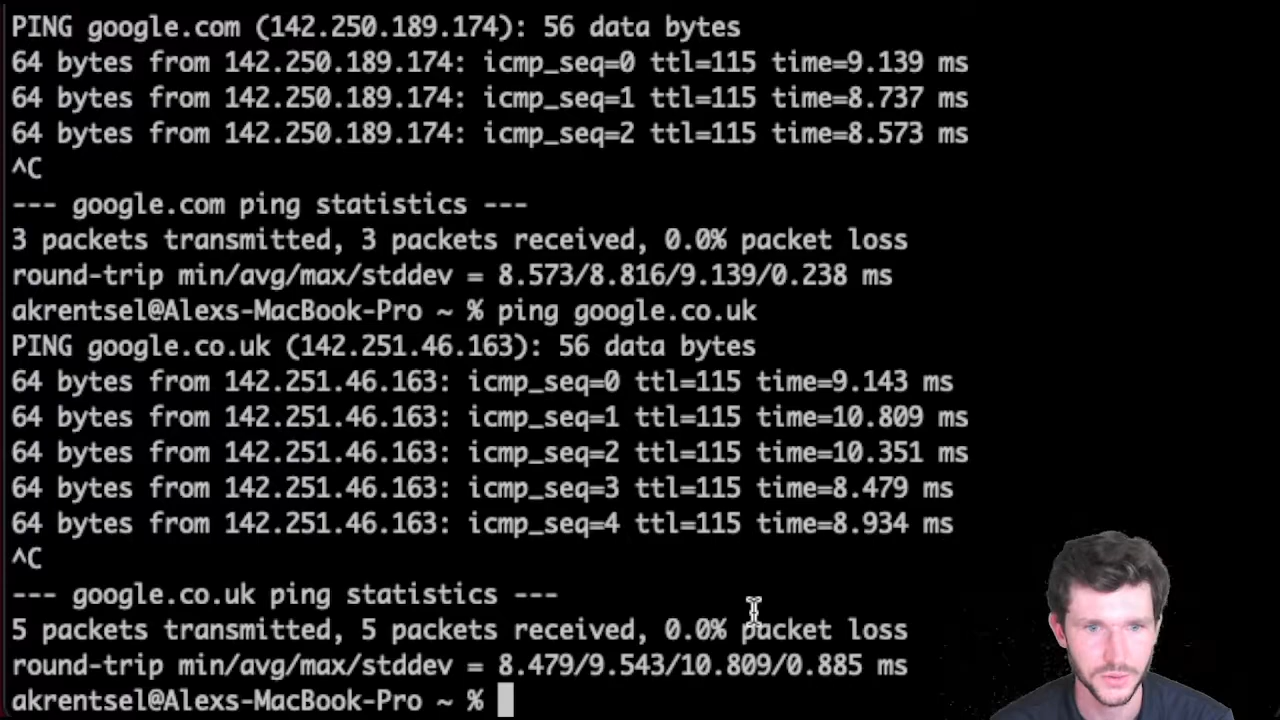 PING google.com (142.250.189.174): 56 data bytes
64 bytes from 142.250.189.174: icmp_seq=0 ttl=115 time=9.139 ms
64 bytes from 142.250.189.174: icmp_seq=1 ttl=115 time=8.737 ms
64 bytes from 142.250.189.174: icmp_seq=2 ttl=115 time=8.573 ms
^C
--- google.com ping statistics ---
3 packets transmitted, 3 packets received, 0.0% packet loss
round-trip min/avg/max/stddev = 8.573/8.816/9.139/0.238 ms
akrentsel@Alexs-MacBook-Pro ~ % ping google.co.uk
PING google.co.uk (142.251.46.163): 56 data bytes
64 bytes from 142.251.46.163: icmp_seq=0 ttl=115 time=9.143 ms
64 bytes from 142.251.46.163: icmp_seq=1 ttl=115 time=10.809 ms
64 bytes from 142.251.46.163: icmp_seq=2 ttl=115 time=10.351 ms
64 bytes from 142.251.46.163: icmp_seq=3 ttl=115 time=8.479 ms
64 bytes from 142.251.46.163: icmp_seq=4 ttl=115 time=8.934 ms
^C
--- google.co.uk ping statistics ---
5 packets transmitted, 5 packets received, 0.0% packet loss
round-trip min/avg/max/stddev = 8.479/9.543/10.809/0.885 ms
akrentsel@Alexs-MacBook-Pro ~ %